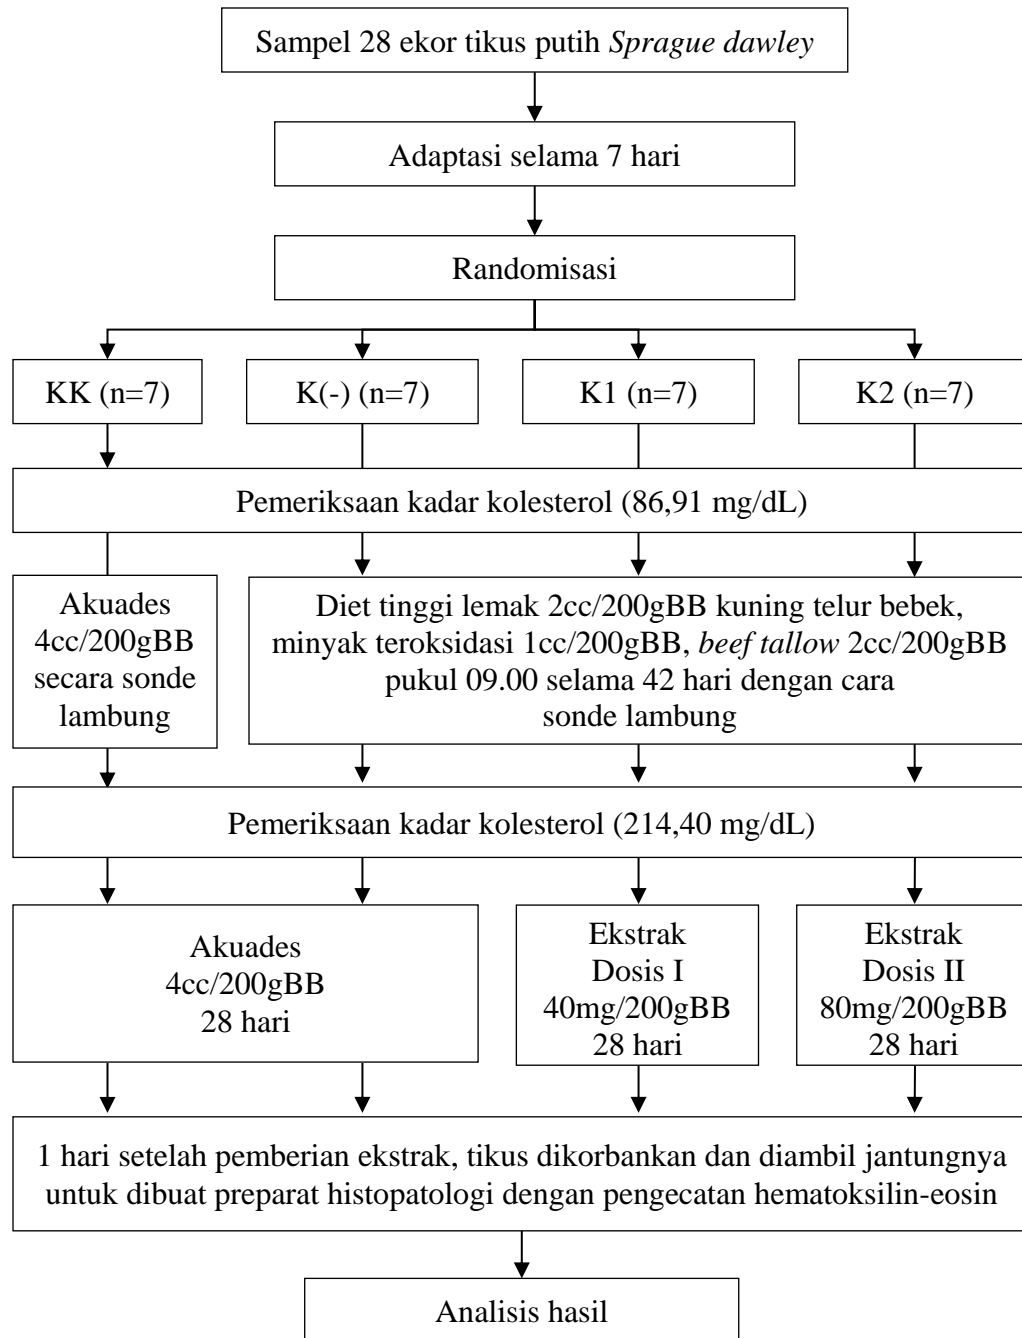 Sampel 28 ekor tikus putih Sprague dawley
Adaptasi selama 7 hari
Randomisasi
KK (n=7)
K(-) (n=7)
K1 (n=7)
K2 (n=7)
Pemeriksaan kadar kolesterol (86,91 mg/dL)
Akuades
4cc/200gBB
secara sonde
lambung
Diet tinggi lemak 2cc/200gBB kuning telur bebek,
minyak teroksidasi 1cc/200gBB, beef tallow 2cc/200gBB
pukul 09.00 selama 42 hari dengan cara
sonde lambung
Pemeriksaan kadar kolesterol (214,40 mg/dL)
Akuades
4cc/200gBB
28 hari
Ekstrak
Dosis I
40mg/200gBB
28 hari
Ekstrak
Dosis II
80mg/200gBB
28 hari
1 hari setelah pemberian ekstrak, tikus dikorbankan dan diambil jantungnya
untuk dibuat preparat histopatologi dengan pengecatan hematoksilin-eosin
Analisis hasil